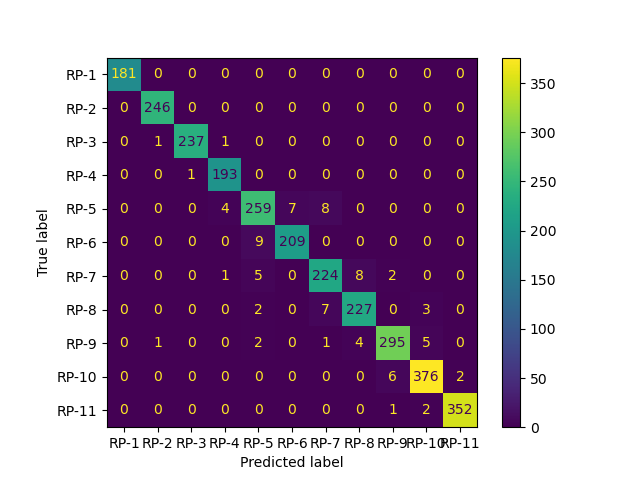 RP-1 181 0 0 0 0 0 0 0 0 0 0
RP-2 0 246 0 0 0 0 0 0 0 0 0
RP-3 0 1 237 1 0 0 0 0 0 0 0
RP-4 0 0 1 193 0 0 0 0 0 0 0
RP-5 0 0 0 4 259 7 8 0 0 0 0
RP-6 0 0 0 0 9 209 0 0 0 0 0
RP-7 0 0 0 1 5 0 224 8 2 0 0
RP-8 0 0 0 0 2 0 7 227 0 3 0
RP-9 0 1 0 0 2 0 1 4 295 5 0
RP-10 0 0 0 0 0 0 0 0 6 376 2
RP-11 0 0 0 0 0 0 0 0 1 2 352
RP-1 RP-2 RP-3 RP-4 RP-5 RP-6 RP-7 RP-8 RP-9 RP-10 RP-11
Predicted label
True label
350
300
250
200
150
100
50
0